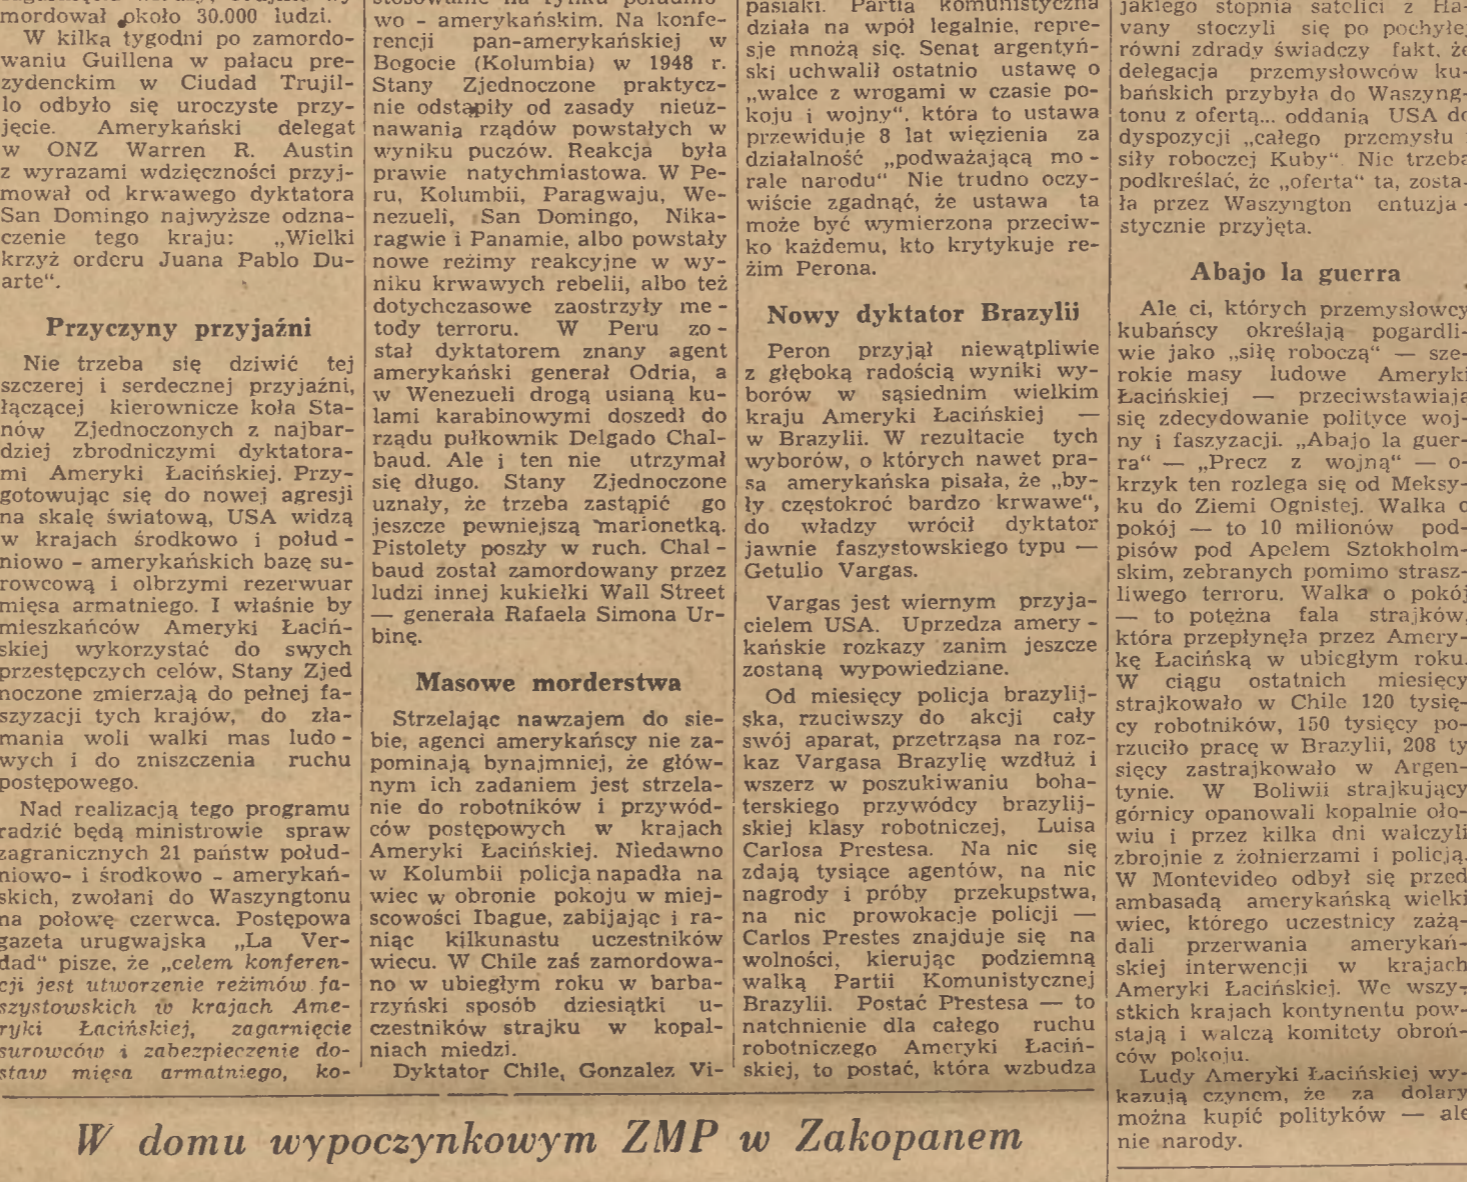 mordował około 30.000 ludzi.
W kilka tygodni po zamordo-
waniu Guillena w pałacu pre-
zydenckim w Ciudad Trujil-
lo odbyło się uroczyste przy-
jęcie. Amerykański delegat
w ONZ Warren R. Austin
z wyrazami wdzięczności przyj-
mował od krwawego dyktatora
San Domingo najwyższe odzna-
czenie tego kraju: „Wielki
krzyż orderu Juana Pablo Du-
arte“.
Przyczyny przyjaźni
Nie trzeba się dziwić tej
szczerej i serdecznej przyjaźni,
łączącej kierownicze koła Sta-
nów Zjednoczonych z najbar-
dziej zbrodniczymi dyktatora-
mi Ameryki Łacińskiej. Przy-
gotowując się do nowej agresji
na skalę światową, USA widzą
w krajach środkowo i połud -
niowo - amerykańskich bazę su-
rowcową i olbrzymi rezerwuar
mięsa armatniego. I właśnie by
mieszkańców Ameryki Łaciń-
skiej wykorzystać do swych
przestępczych celów, Stany Zjed
noczone zmierzają do pełnej fa-
szyzacji tych krajów, do zła-
mania woli walki mas ludo -
wych i do zniszczenia ruchu
postępowego.
Nad realizacją tego programu
radzić będą ministrowie spraw
zagranicznych 21 państw połud-
niowo- i środkowo - amerykań-
skich, zwołani do Waszyngtonu
na połowę czerwca. Postępowa
gazeta urugwajska „La Ver-
dad“ pisze, że „celem konferen-
cji jest utworzenie reżimów fa-
szystowskich w krajach Ame-
ryki Łacińskiej, zagarnięcie
surowców i zabezpieczenie do-
staw mięsa armatniego, ko-
wo - amerykańskim. Na konfe-
rencji pan-amerykańskiej w
Bogocie (Kolumbia) w 1948 r.
Stany Zjednoczone praktycz-
nie odstąpiły od zasady nieuz-
nawania rządów powstałych w
wyniku puczów. Reakcja była
prawie natychmiastowa. W Pe-
ru, Kolumbii, Paragwaju, We-
nezueli, San Domingo, Nika-
ragwie i Panamie, albo powstały
nowe reżimy reakcyjne w wy-
niku krwawych rebelii, albo też
dotychczasowe zaostrzyły me -
tody terroru. W Peru zo -
stał dyktatorem znany agent
amerykański generał Odria, a
w Wenezueli drogą usianą ku-
lami karabinowymi doszedł do
rządu pułkownik Delgado Chal-
baud. Ale i ten nie utrzymał
się długo. Stany Zjednoczone
uznały, że trzeba zastąpić go
jeszcze pewniejszą marionetką.
Pistolety poszły w ruch. Chal -
baud został zamordowany przez
ludzi innej kukiełki Wall Street
— generała Rafaela Simona Ur-
binę.
Masowe morderstwa
Strzelając nawzajem do sie-
bie, agenci amerykańscy nie za-
pominają bynajmniej, że głów-
nym ich zadaniem jest strzela-
nie do robotników i przywód-
ców postępowych w krajach
Ameryki Łacińskiej. Niedawno
w Kolumbii policja napadła na
wiec w obronie pokoju w miej-
scowości Ibague, zabijając i ra-
niąc kilkunastu uczestników
wiecu. W Chile zaś zamordowa-
no w ubiegłym roku w barba-
rzyński sposób dziesiątki u-
czestników strajku w kopal-
niach miedzi.
Dyktator Chile, Gonzalez Vi-
pasiaki. Partia Komunistyczna
działa na wpół legalnie, repre-
sje mnożą się. Senat argentyń-
ski uchwalił ostatnio ustawę o
„walce z wrogami w czasie po-
koju i wojny“. która to ustawa
przewiduje 8 lat więzienia za
działalność „podważającą mo -
rale narodu“ Nie trudno oczy-
wiście zgadnąć, że ustawa ta
może być wymierzona przeciw-
ko każdemu, kto krytykuje re-
żim Perona.
Nowy dyktator Brazylii
Peron przyjął niewątpliwie
z głęboką radością wyniki wy-
borów w sąsiednim wielkim
kraju Ameryki Łacińskiej —
w Brazylii. W rezultacie tych
wyborów, o których nawet pra-
sa amerykańska pisała, że „by-
ły częstokroć bardzo krwawe“,
do władzy wrócił dyktator
jawnie faszystowskiego typu —
Getulio Vargas.
Vargas jest wiernym przyja-
cielem USA. Uprzedza amery -
kańskie rozkazy zanim jeszcze
zostaną wypowiedziane.
Od miesięcy policja brazylij-
ska, rzuciwszy do akcji cały
swój aparat, przetrząsa na roz-
kaz Vargasa Brazylię wzdłuż i
wszerz w poszukiwaniu boha-
terskiego przywódcy brazylij-
skiej klasy robotniczej, Luisa
Carlosa Prestesa. Na nic się
zdają tysiące agentów, na nic
nagrody i próby przekupstwa,
na nic prowokacje policji —
Carlos Prestes znajduje się na
wolności, kierując podziemną
walką Partii Komunistycznej
Brazylii. Postać Prestesa — to
natchnienie dla całego ruchu
robotniczego Ameryki Łaciń-
skiej, to postać, która wzbudza
jakiego stopnia satelici z Ha-
vany stoczyli się po pochyłej
równi zdrady świadczy fakt, że
delegacja przemysłowców ku-
bańskich przybyła do Waszyng-
tonu z ofertą... oddania USA do
dyspozycji „całego przemysłu
siły roboczej Kuby“ Nie trzeba
podkreślać, że „oferta“ ta, zosta-
ła przez Waszyngton entuzja -
stycznie przyjęta.
Abajo la guerra
Ale ci, których przemysłowcy
kubańscy określają pogardli-
wie jako „siłę roboczą“ — sze-
rokie masy ludowe Ameryki
Łacińskiej — przeciwstawiają
się zdecydowanie polityce woj-
ny i faszyzacji. „Abajo la guer-
ra“ — „Precz z wojną“ — o-
krzyk ten rozlega się od Meksy-
ku do Ziemi Ognistej. Walka o
pokój — to 10 milionów pod-
pisów pod Apelem Sztokholm-
skim, zebranych pomimo strasz-
liwego terroru. Walka o pokój
— to potężna fala strajków,
która przepłynęła przez Amery-
kę Łacińską w ubiegłym roku.
W ciągu ostatnich miesięcy
strajkowało w Chile 120 tysię-
cy robotników, 150 tysięcy po-
rzuciło pracę w Brazylii, 208 ty
sięcy zastrajkowało w Argen-
tynie. W Boliwii strajkujący
górnicy opanowali kopalnie oło-
wiu i przez kilka dni walczyli
zbrojnie z żołnierzami i policją.
W Montevideo odbył się przed
ambasadą amerykańską wielki
wiec, którego uczestnicy zażą-
dali przerwania amerykań-
skiej interwencji w krajach
Ameryki Łacińskiej. We wszy-
stkich krajach kontynentu pow-
stają i walczą komitety obroń-
ców pokoju.
Ludy Ameryki Łacińskiej wy-
kazują czynem, że za dolary
można kupić polityków — ale
nie narody.
W domu wypoczynkowym ZMP w Zakopanem